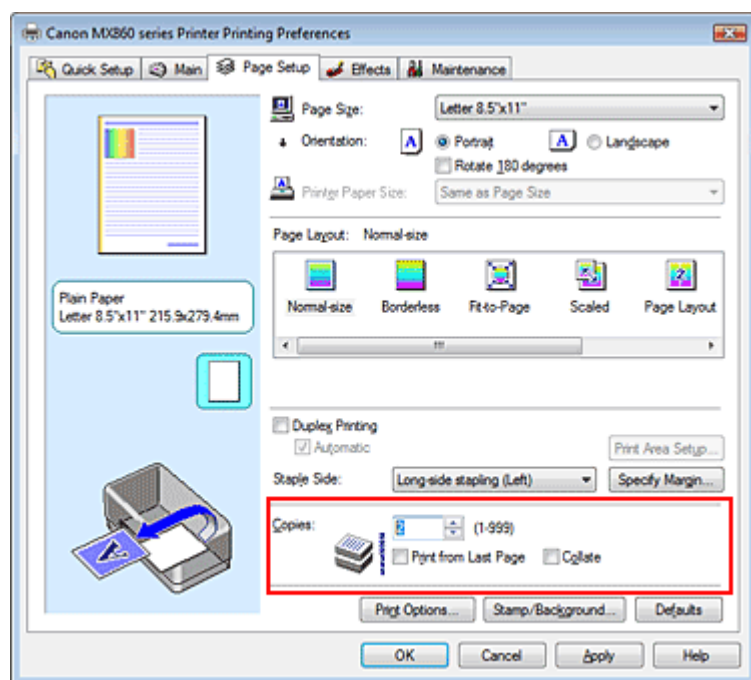 Canon MX860 series Printer Printing Preferences
Quick Setup Main Page Setup Effects Maintenance
Page Size: Letter 8.5"x11"
Orientation: A Portrait A Landscape
Rotate 180 degrees
Printer Paper Size: Same as Page Size
Page Layout: Normal-size
Normal-size Borderless Fit-to-Page Scaled Page Layout
Plain Paper
Letter 8.5"x11" 215.9x279.4mm
Duplex Printing
Automatic
Print Area Setup...
Staple Side: Long-side stapling (Left) Specify Margin...
Copies: 2 (1-999)
Print from Last Page Collate
Print Options... Stamp/Background... Defaults
OK Cancel Apply Help